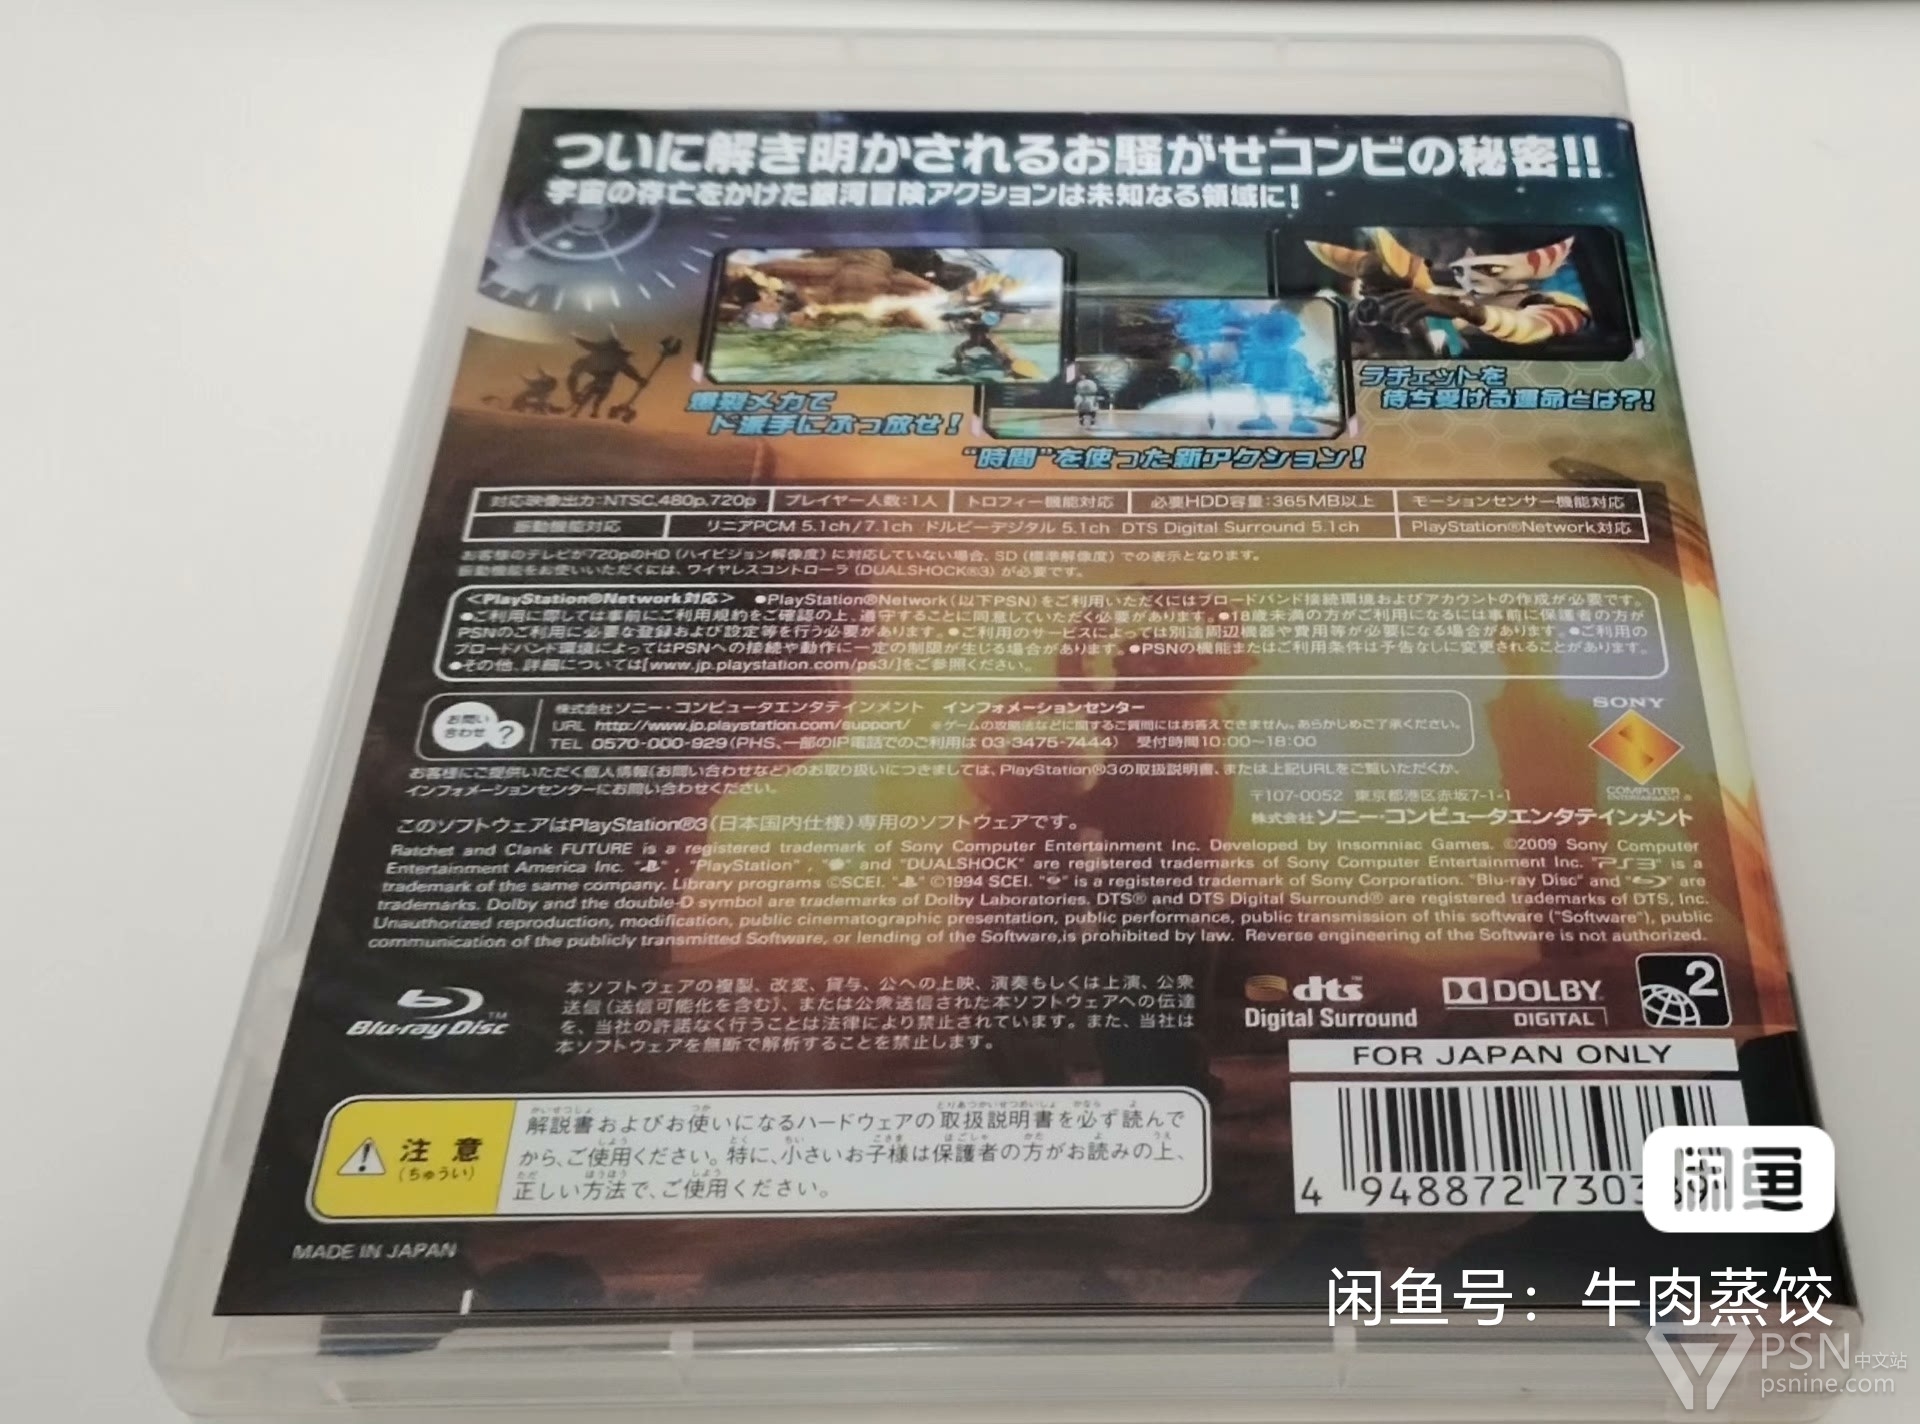 ついに解き明かされるお騒がせコンビの秘密!!
宇宙の存亡をかけた銀河冒険アクションは未知なる領域に!
爆裂メカで
ド派手にぶっ放せ!
"時間"を使った新アクション!
ラチェットを
待ち受ける運命とは?!
対応映像出力:NTSC,480p,720p プレイヤー人数:1人 トロフィー機能対応 必要HDD容量:365MB以上 モーションセンサー機能対応
振動機能対応 リニアPCM 5.1ch/7.1ch ドルビーデジタル 5.1ch DTS Digital Surround 5.1ch PlayStation®Network対応
お客様のテレビが720pのHD(ハイビジョン解像度)に対応していない場合、SD(標準解像度)での表示となります。
振動機能をお使いいただくには、ワイヤレスコントローラ(DUALSHOCK®3)が必要です。
<PlayStation®Network対応> ●PlayStation®Network(以下PSN)をご利用いただくにはブロードバンド接続環境およびアカウントの作成が必要です。
●ご利用に際しては事前にご利用規約をご確認の上、遵守することに同意していただく必要があります。●18歳未満の方がご利用になるには事前に保護者の方が
PSNのご利用に必要な登録および設定等を行う必要があります。●ご利用のサービスによっては別途周辺機器や費用等が必要になる場合があります。●ご利用の
ブロードバンド環境によってはPSNへの接続や動作に一定の制限が生じる場合があります。●PSNの機能またはご利用条件は予告なしに変更されることがあります。
●その他、詳細については[www.jp.playstation.com/ps3/]をご参照ください。
お問い
合わせ ?
株式会社ソニー・コンピュータエンタテインメント インフォメーションセンター
URL http://www.jp.playstation.com/support/ ※ゲームの攻略法などに関するご質問にはお答えできません。あらかじめご了承ください。
TEL 0570-000-929(PHS、一部のIP電話でのご利用は 03-3475-7444) 受付時間10:00~18:00
SONY
COMPUTER
ENTERTAINMENT®
お客様にご提供いただく個人情報(お問い合わせなど)のお取り扱いにつきましては、PlayStation®3の取扱説明書、または上記URLをご覧いただくか、
インフォメーションセンターにお問い合わせください。
〒107-0052 東京都港区赤坂7-1-1
このソフトウェアはPlayStation®3(日本国内仕様)専用のソフトウェアです。
株式会社ソニー・コンピュータエンタテインメント
Ratchet and Clank FUTURE is a registered trademark of Sony Computer Entertainment Inc. Developed by Insomniac Games. ©2009 Sony Computer
Entertainment America Inc. " ", "PlayStation", " " and "DUALSHOCK" are registered trademarks of Sony Computer Entertainment Inc. "PS3" is a
trademark of the same company. Library programs ©SCEI. " " ©1994 SCEI. " " is a registered trademark of Sony Corporation. "Blu-ray Disc" and " " are
trademarks. Dolby and the double-D symbol are trademarks of Dolby Laboratories. DTS® and DTS Digital Surround® are registered trademarks of DTS, Inc.
Unauthorized reproduction, modification, public cinematographic presentation, public performance, public transmission of this software ("Software"), public
communication of the publicly transmitted Software, or lending of the Software,is prohibited by law. Reverse engineering of the Software is not authorized.
Blu-ray Disc™
本ソフトウェアの複製、改変、貸与、公への上映、演奏もしくは上演、公衆
送信(送信可能化を含む)、または公衆送信された本ソフトウェアへの伝達
を、当社の許諾なく行うことは法律により禁止されています。また、当社は
本ソフトウェアを無断で解析することを禁止します。
dts™
Digital Surround
DOLBY
DIGITAL
2
FOR JAPAN ONLY
注意
(ちゅうい)
解説書およびお使いになるハードウェアの取扱説明書を必ず読んで
から、ご使用ください。特に、小さいお子様は保護者の方がお読みの上、
正しい方法で、ご使用ください。
4 948872 730389
MADE IN JAPAN
闲鱼
闲鱼号：牛肉蒸饺
PSN中文站
psnine.com